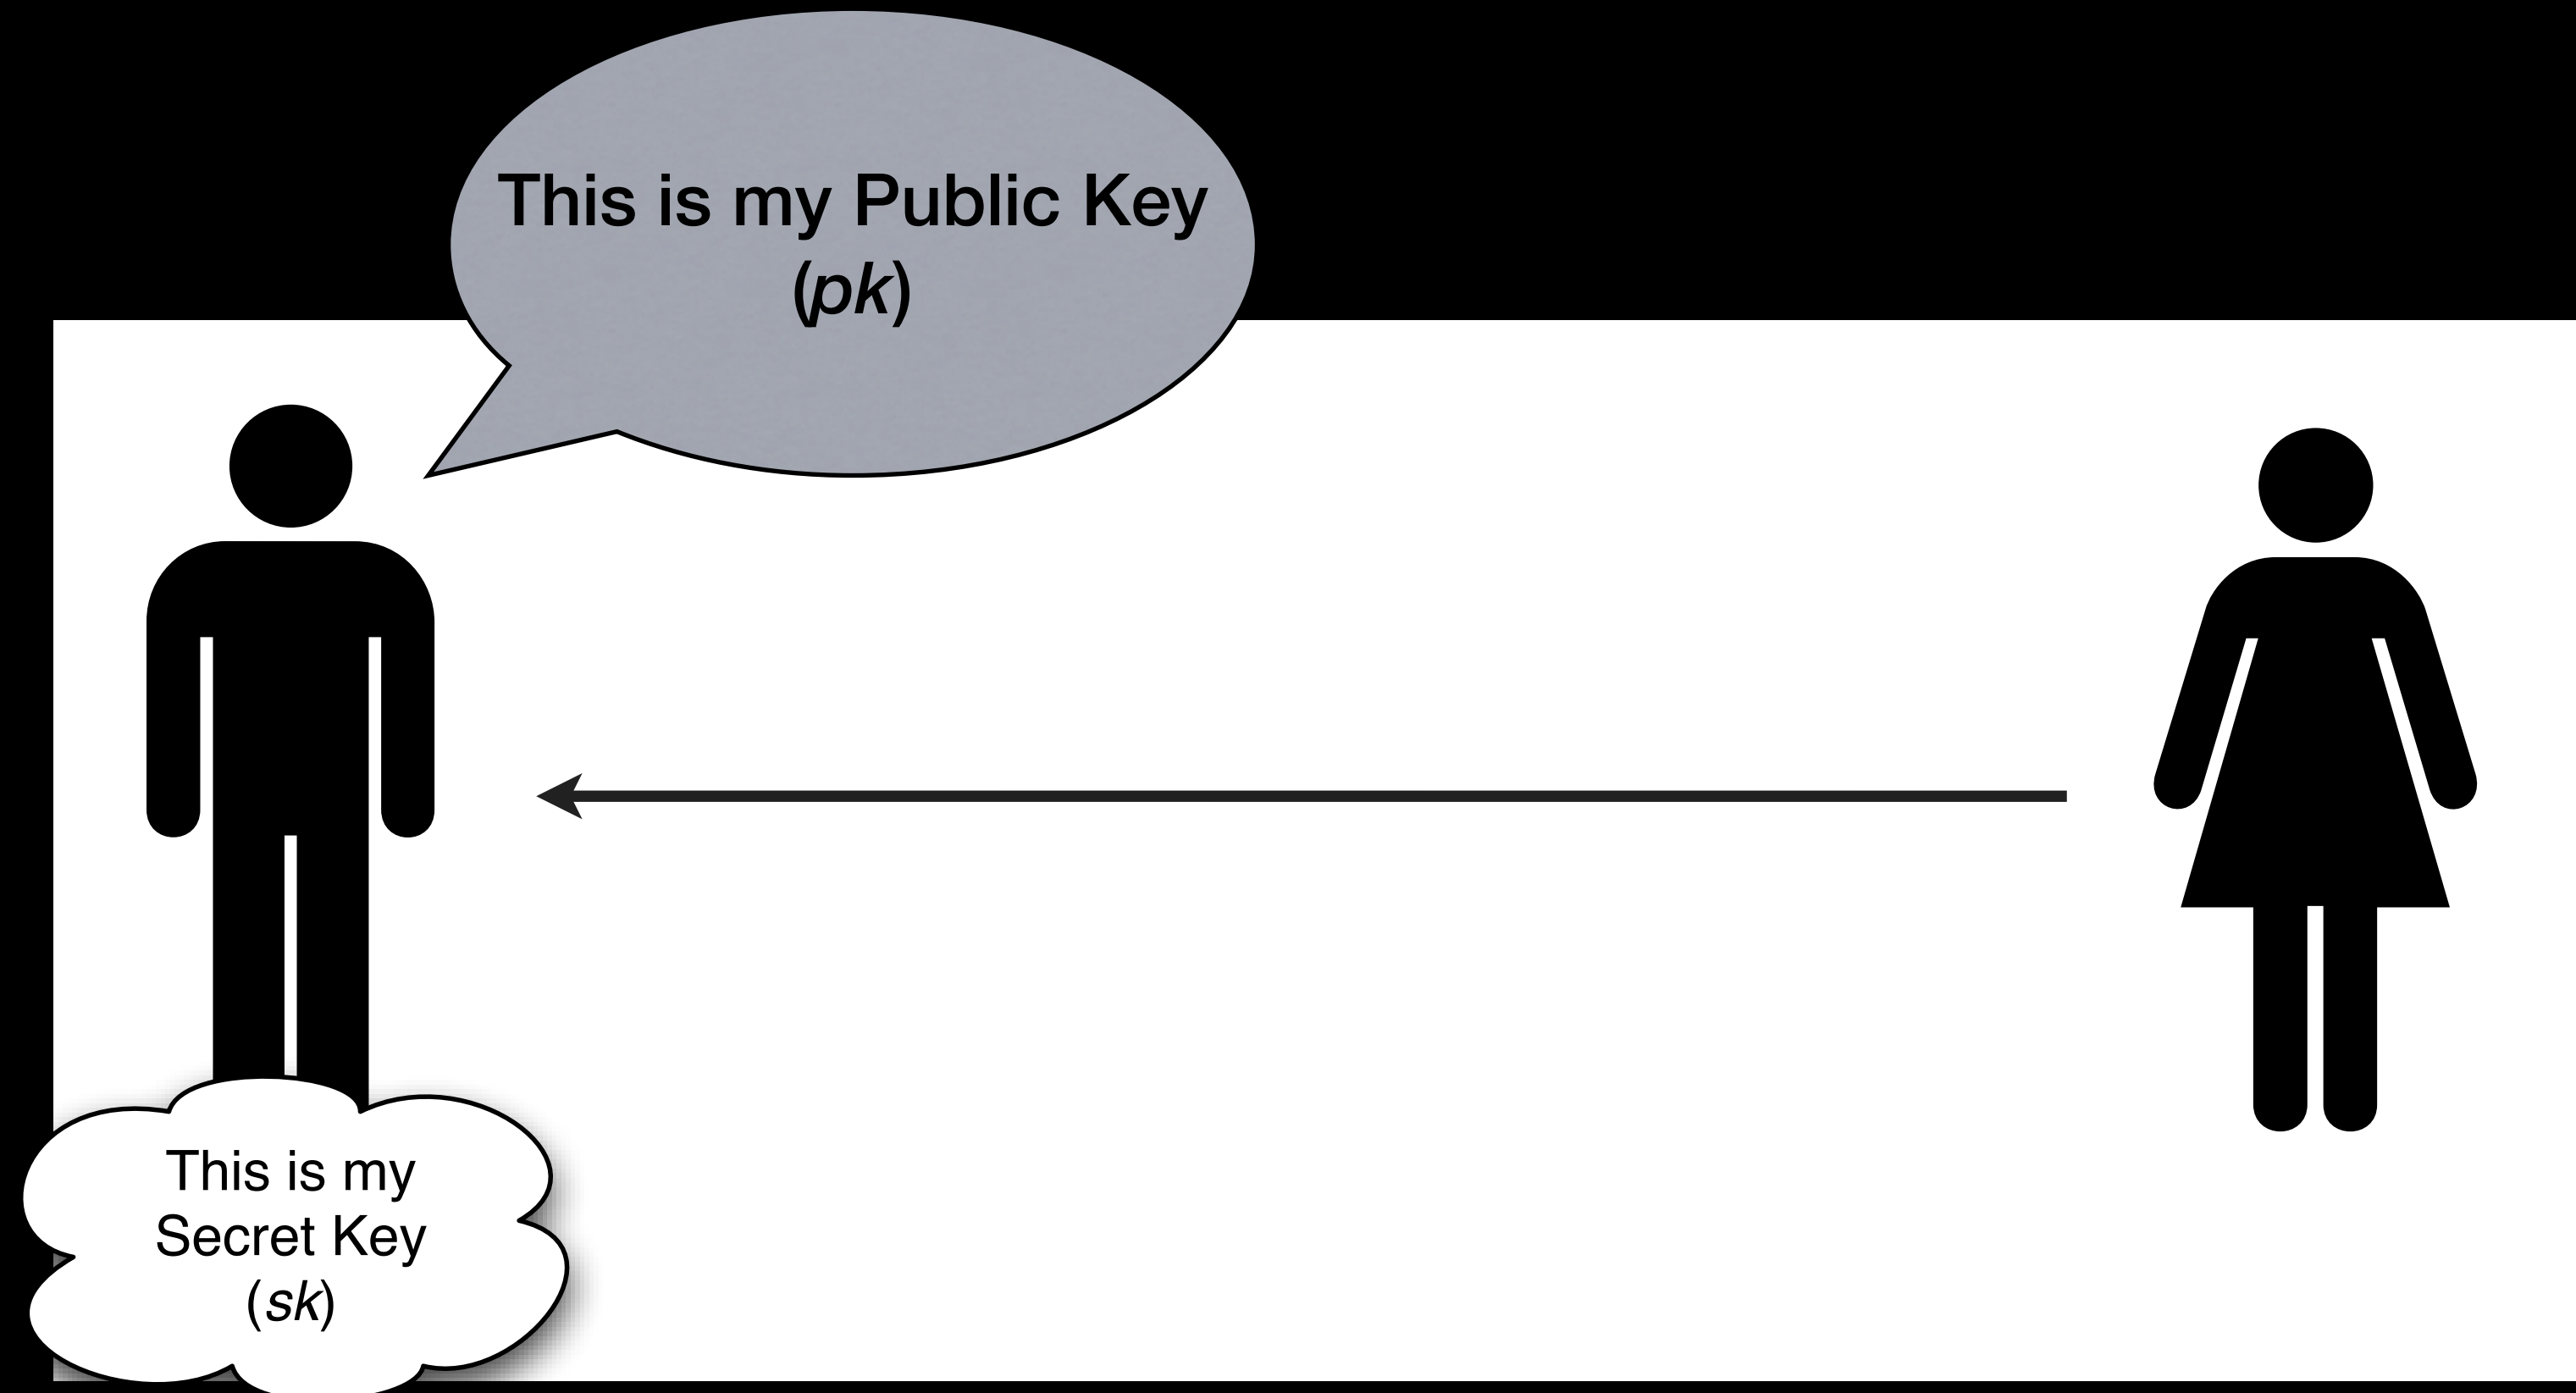 This is my Public Key
(pk)
This is my
Secret Key
(sk)